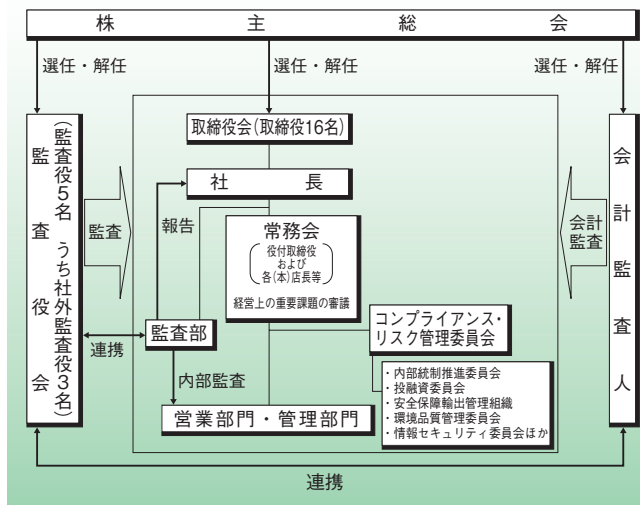 株主総会
選任・解任
選任・解任
選任・解任
取締役会（取締役16名）
社長
監査役会
（監査役5名　うち社外監査役3名）
監査
報告
常務会
役付取締役
および
各（本）店長等
経営上の重要課題の審議
会計
監査
会計監査人
監査部
連携
コンプライアンス・
リスク管理委員会
内部監査
・内部統制推進委員会
・投融資委員会
・安全保障輸出管理組織
・環境品質管理委員会
・情報セキュリティ委員会ほか
営業部門・管理部門
連携